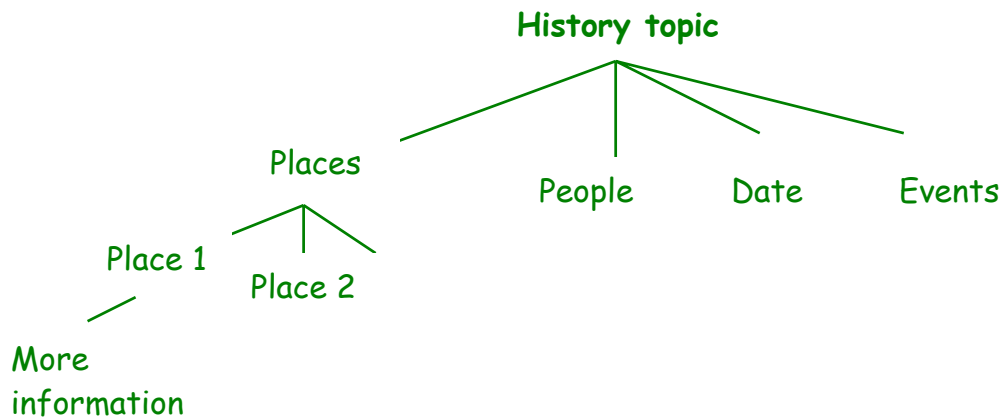 History topic
Places
People Date Events
Place 1
Place 2
More
information